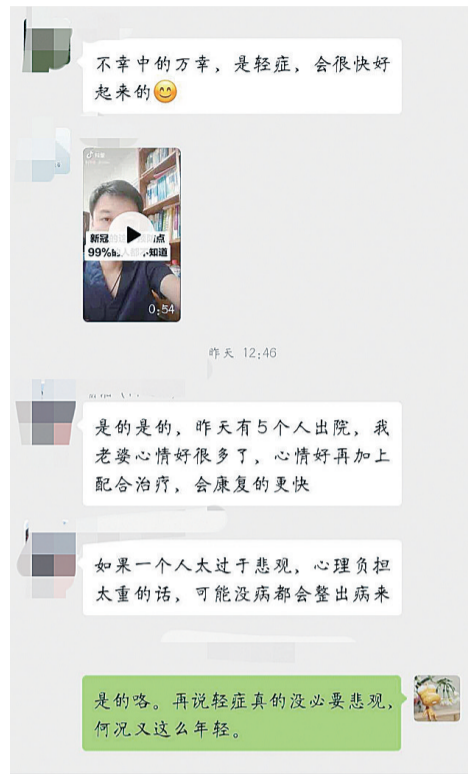 不幸中的万幸，是轻症，会很快好
起来的😊
新冠
点
99%
不知道
0:54
昨天 12:46
是的是的，昨天有5个人出院，我
老婆心情好很多了，心情好再加上
配合治疗，会康复的更快
如果一个人太过于悲观，心理负担
太重的话，可能没病都会整出病来
是的咯。再说轻症真的没必要悲观，
何况又这么年轻。